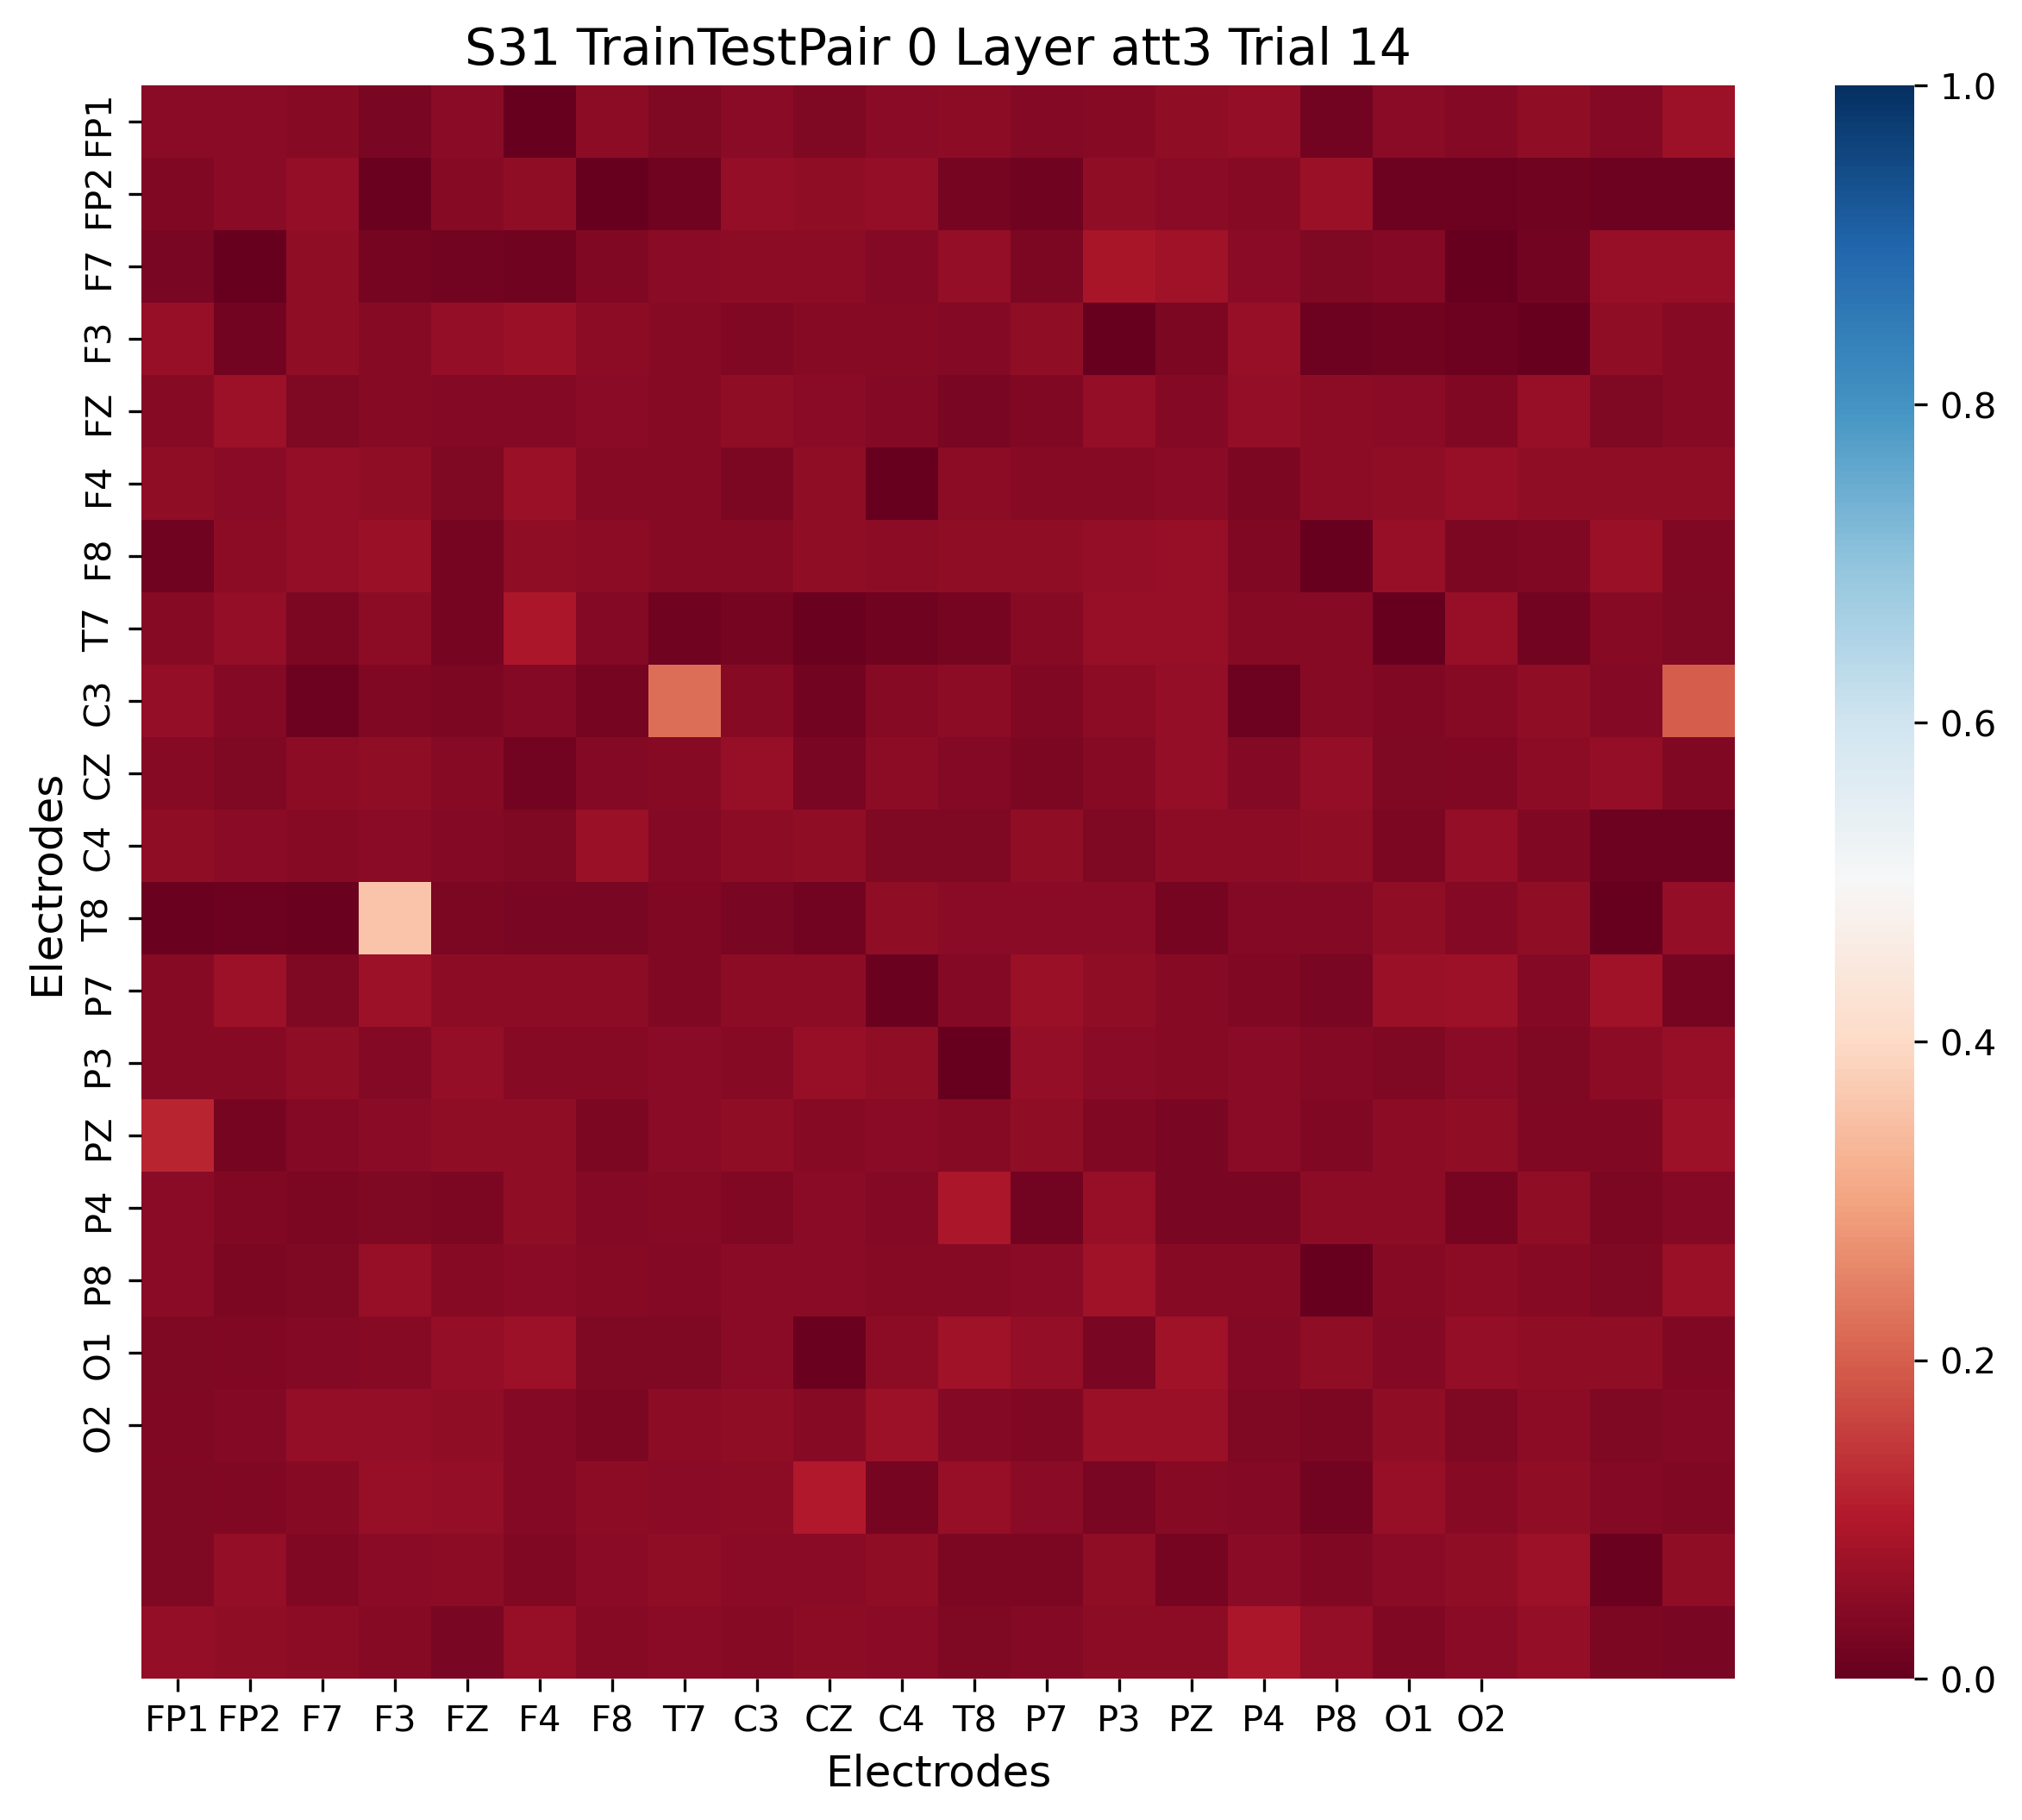 S31 TrainTestPair 0 Layer att3 Trial 14
Electrodes
FP1
FP2
F7
F3
FZ
F4
F8
T7
C3
CZ
C4
T8
P7
P3
PZ
P4
P8
O1
O2
FP1 FP2 F7 F3 FZ F4 F8 T7 C3 CZ C4 T8 P7 P3 PZ P4 P8 O1 O2
Electrodes
1.0
0.8
0.6
0.4
0.2
0.0